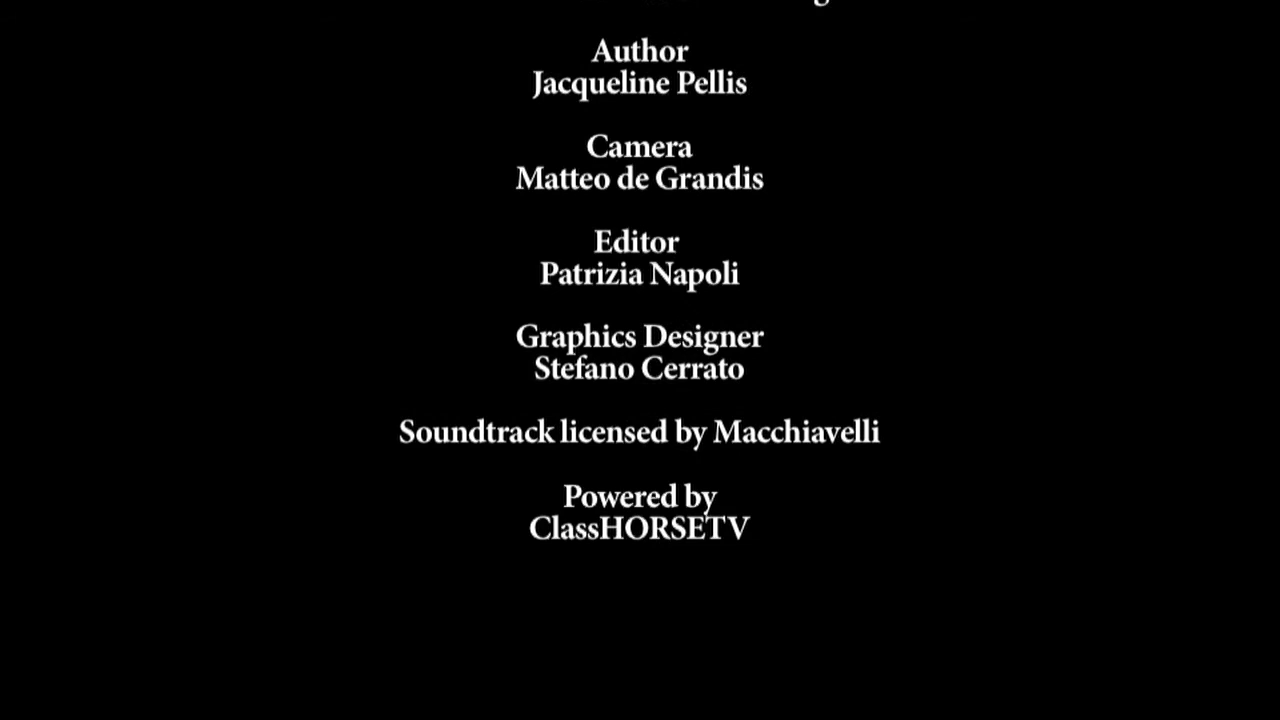 Author
Jacqueline Pellis
Camera
Matteo de Grandis
Editor
Patrizia Napoli
Graphics Designer
Stefano Cerrato
Soundtrack licensed by Macchiavelli
Powered by
ClassHORSETV